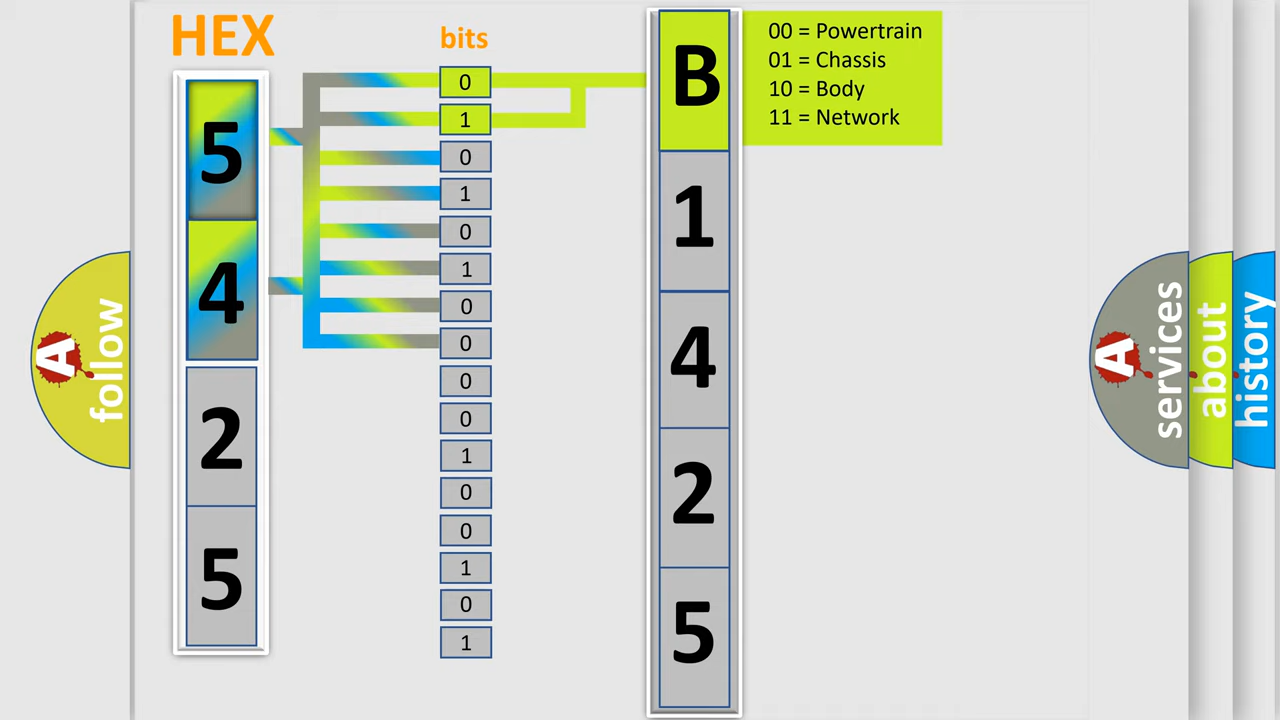 HEX
bits
5
4
2
5
0
1
0
1
0
1
0
0
0
0
1
0
0
1
0
1
B
1
4
2
5
00 = Powertrain
01 = Chassis
10 = Body
11 = Network
A
follow
A
services
about
history